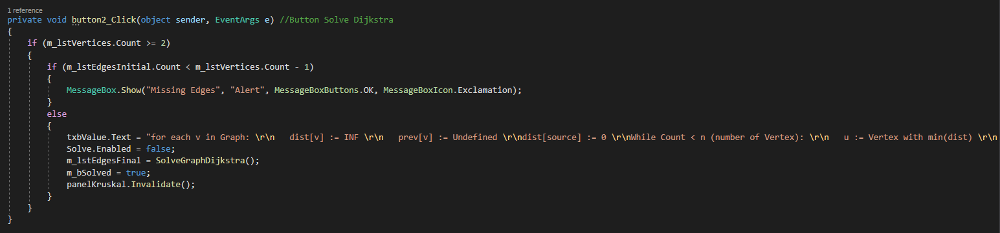 1 reference
private void button2_Click(object sender, EventArgs e) //Button Solve Dijkstra
{
if (m_lstVertices.Count >= 2)
{
if (m_lstEdgesInitial.Count < m_lstVertices.Count - 1)
{
MessageBox.Show("Missing Edges", "Alert", MessageBoxButtons.OK, MessageBoxIcon.Exclamation);
}
else
{
txbValue.Text = "for each v in Graph: \r\n   dist[v] := INF \r\n   prev[v] := Undefined \r\ndist[source] := 0 \r\nWhile Count < n (number of Vertex): \r\n   u := Vertex with min(dist) \r\n
Solve.Enabled = false;
m_lstEdgesFinal = SolveGraphDijkstra();
m_bSolved = true;
panelKruskal.Invalidate();
}
}
}